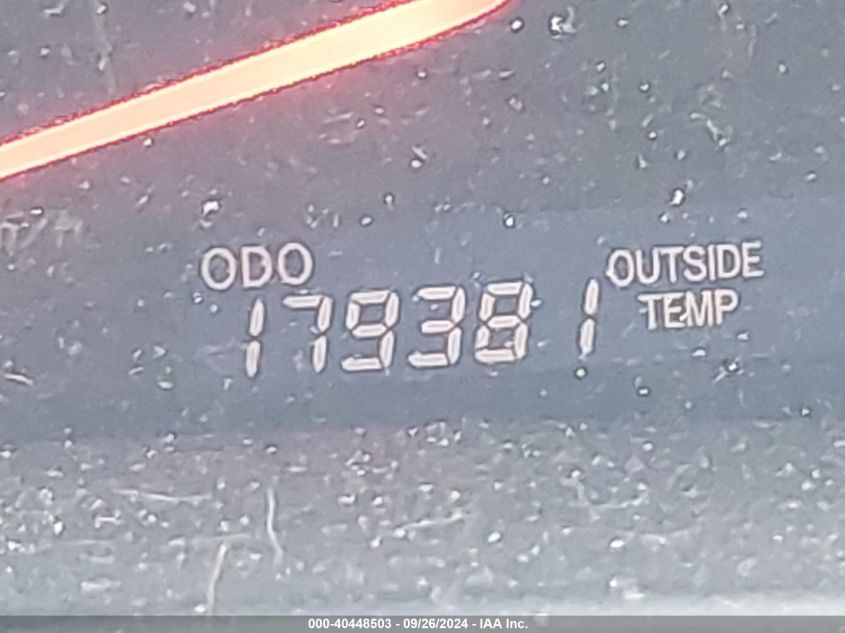 ODO
179381
OUTSIDE
TEMP
000-40448503 - 09/26/2024 - IAA Inc.